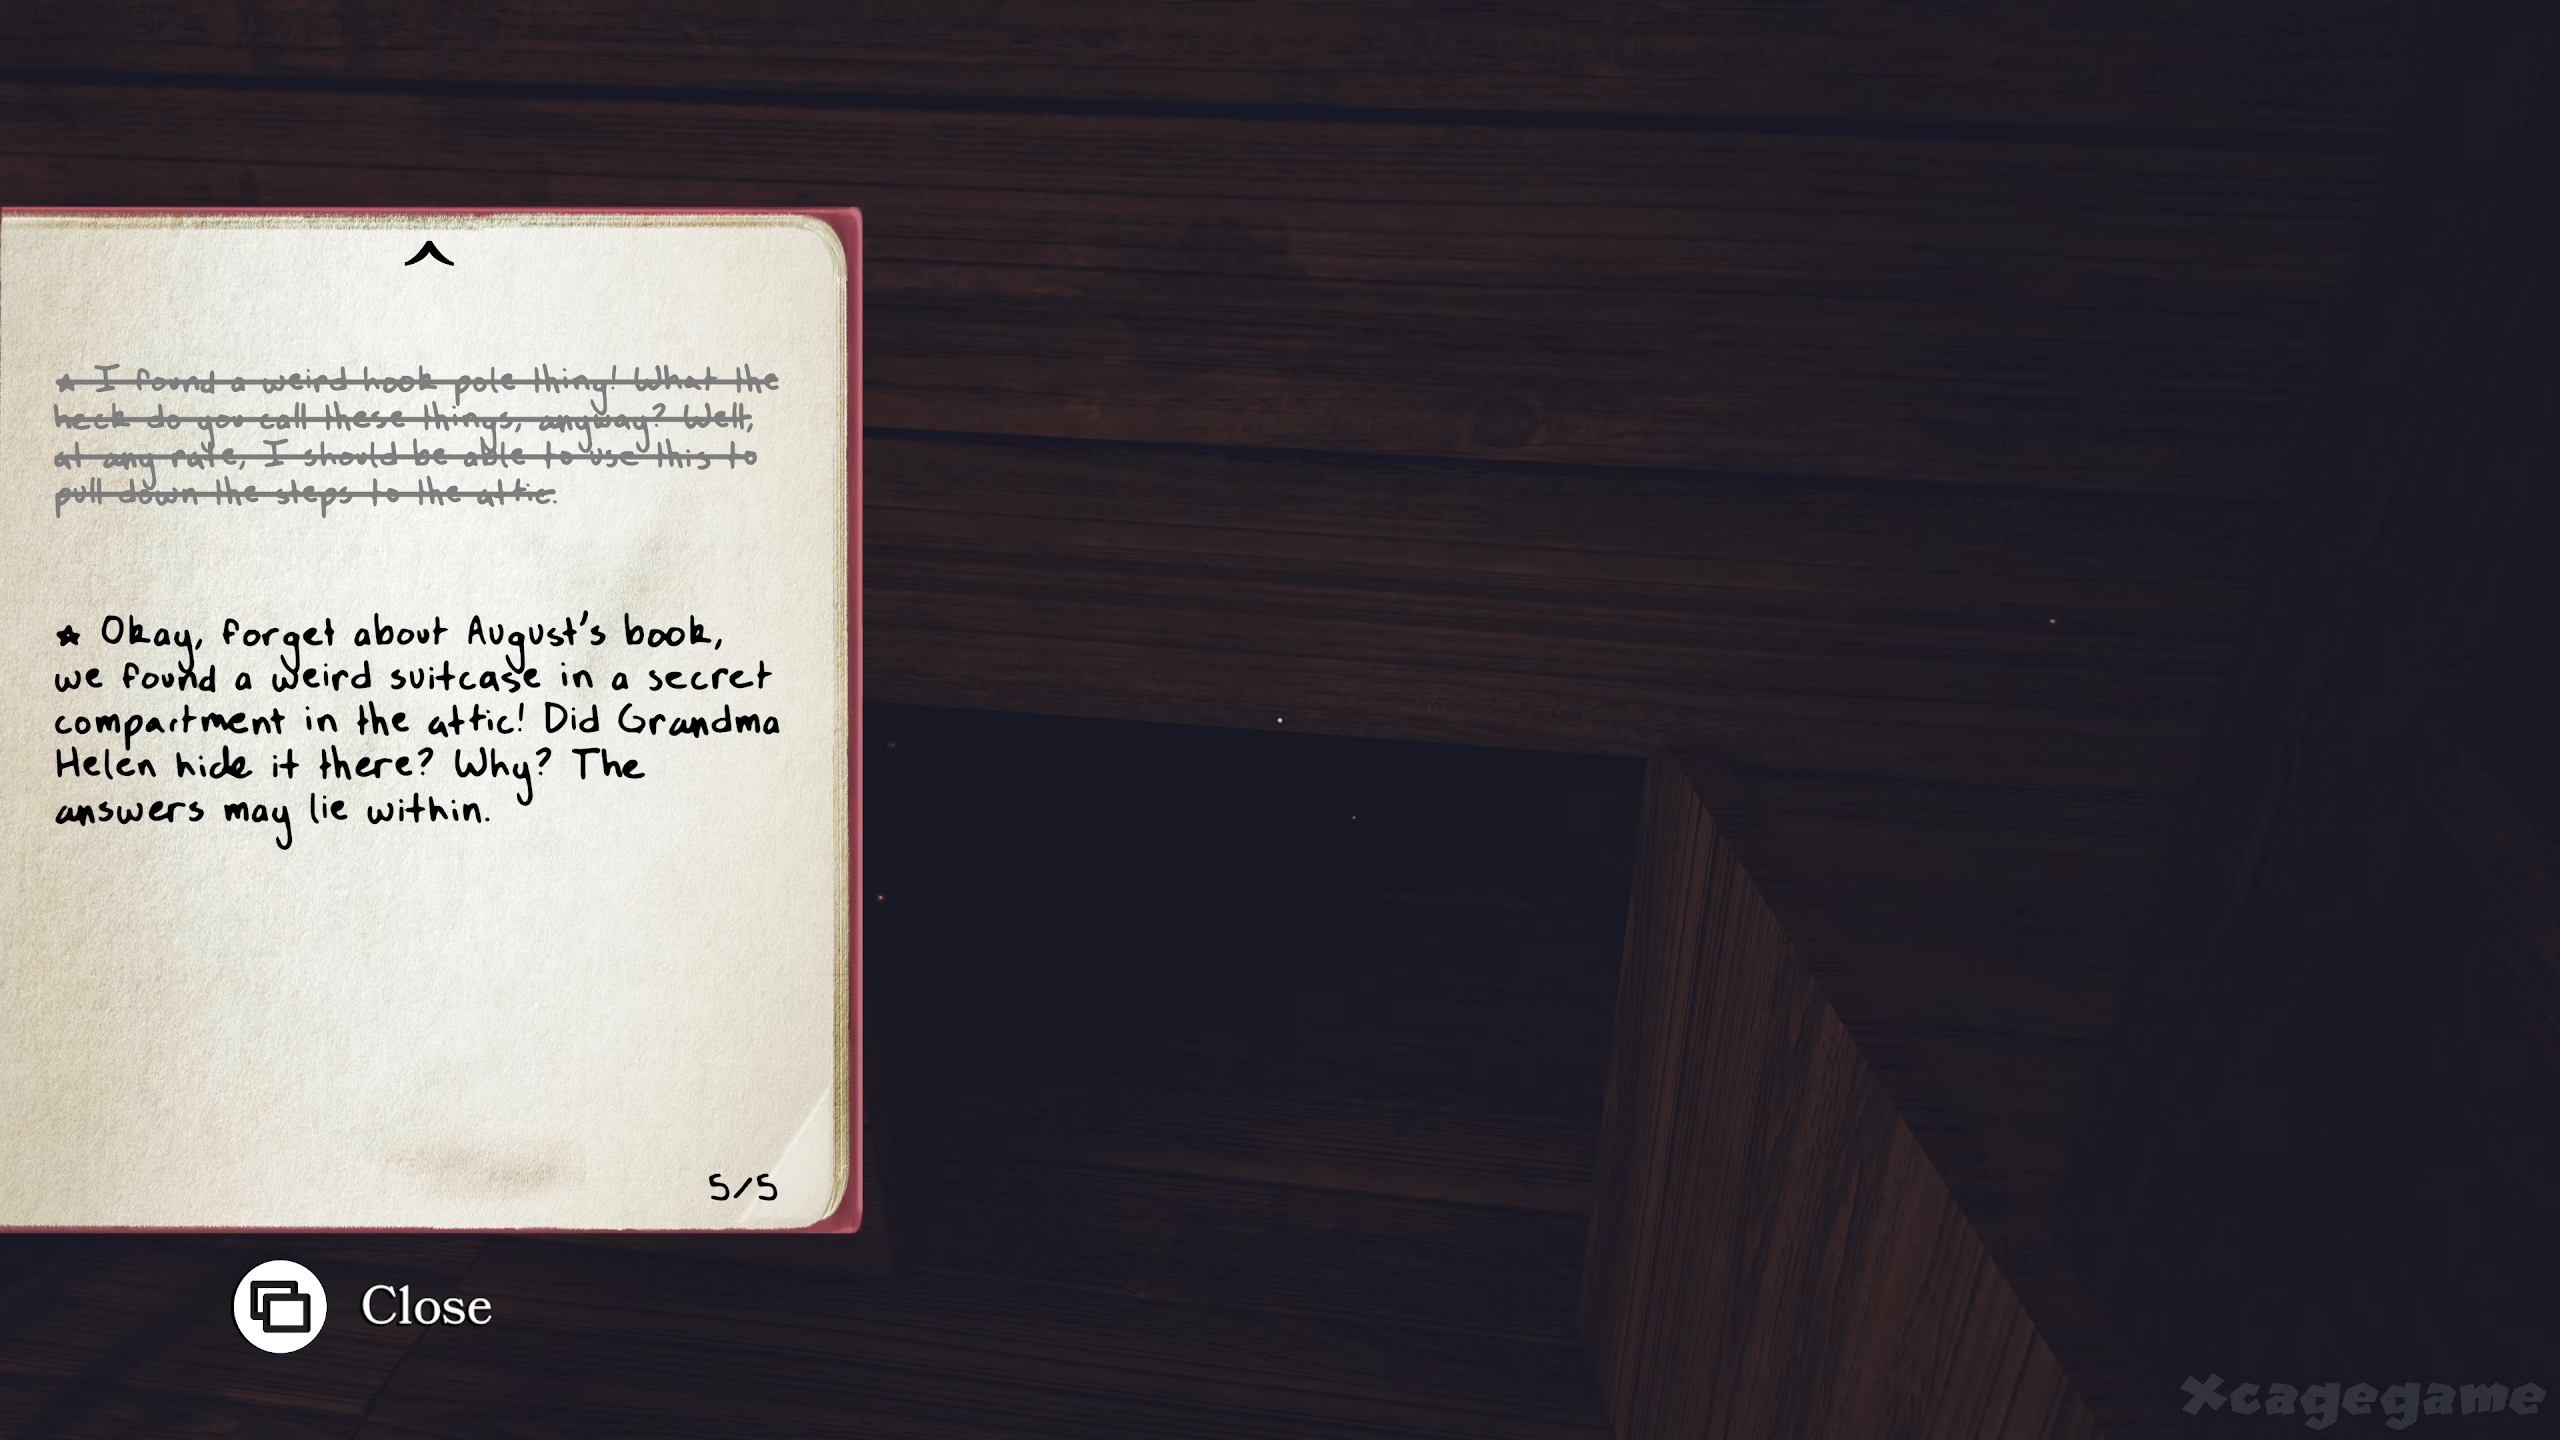 ★ I found a weird hook pole thing! What the
heck do you call these things, anyway? Well,
at any rate, I should be able to use this to
pull down the steps to the attic.
★ Okay, forget about August's book,
we found a weird suitcase in a secret
compartment in the attic! Did Grandma
Helen hide it there? Why? The
answers may lie within.
5/5
Close
Xcagegame